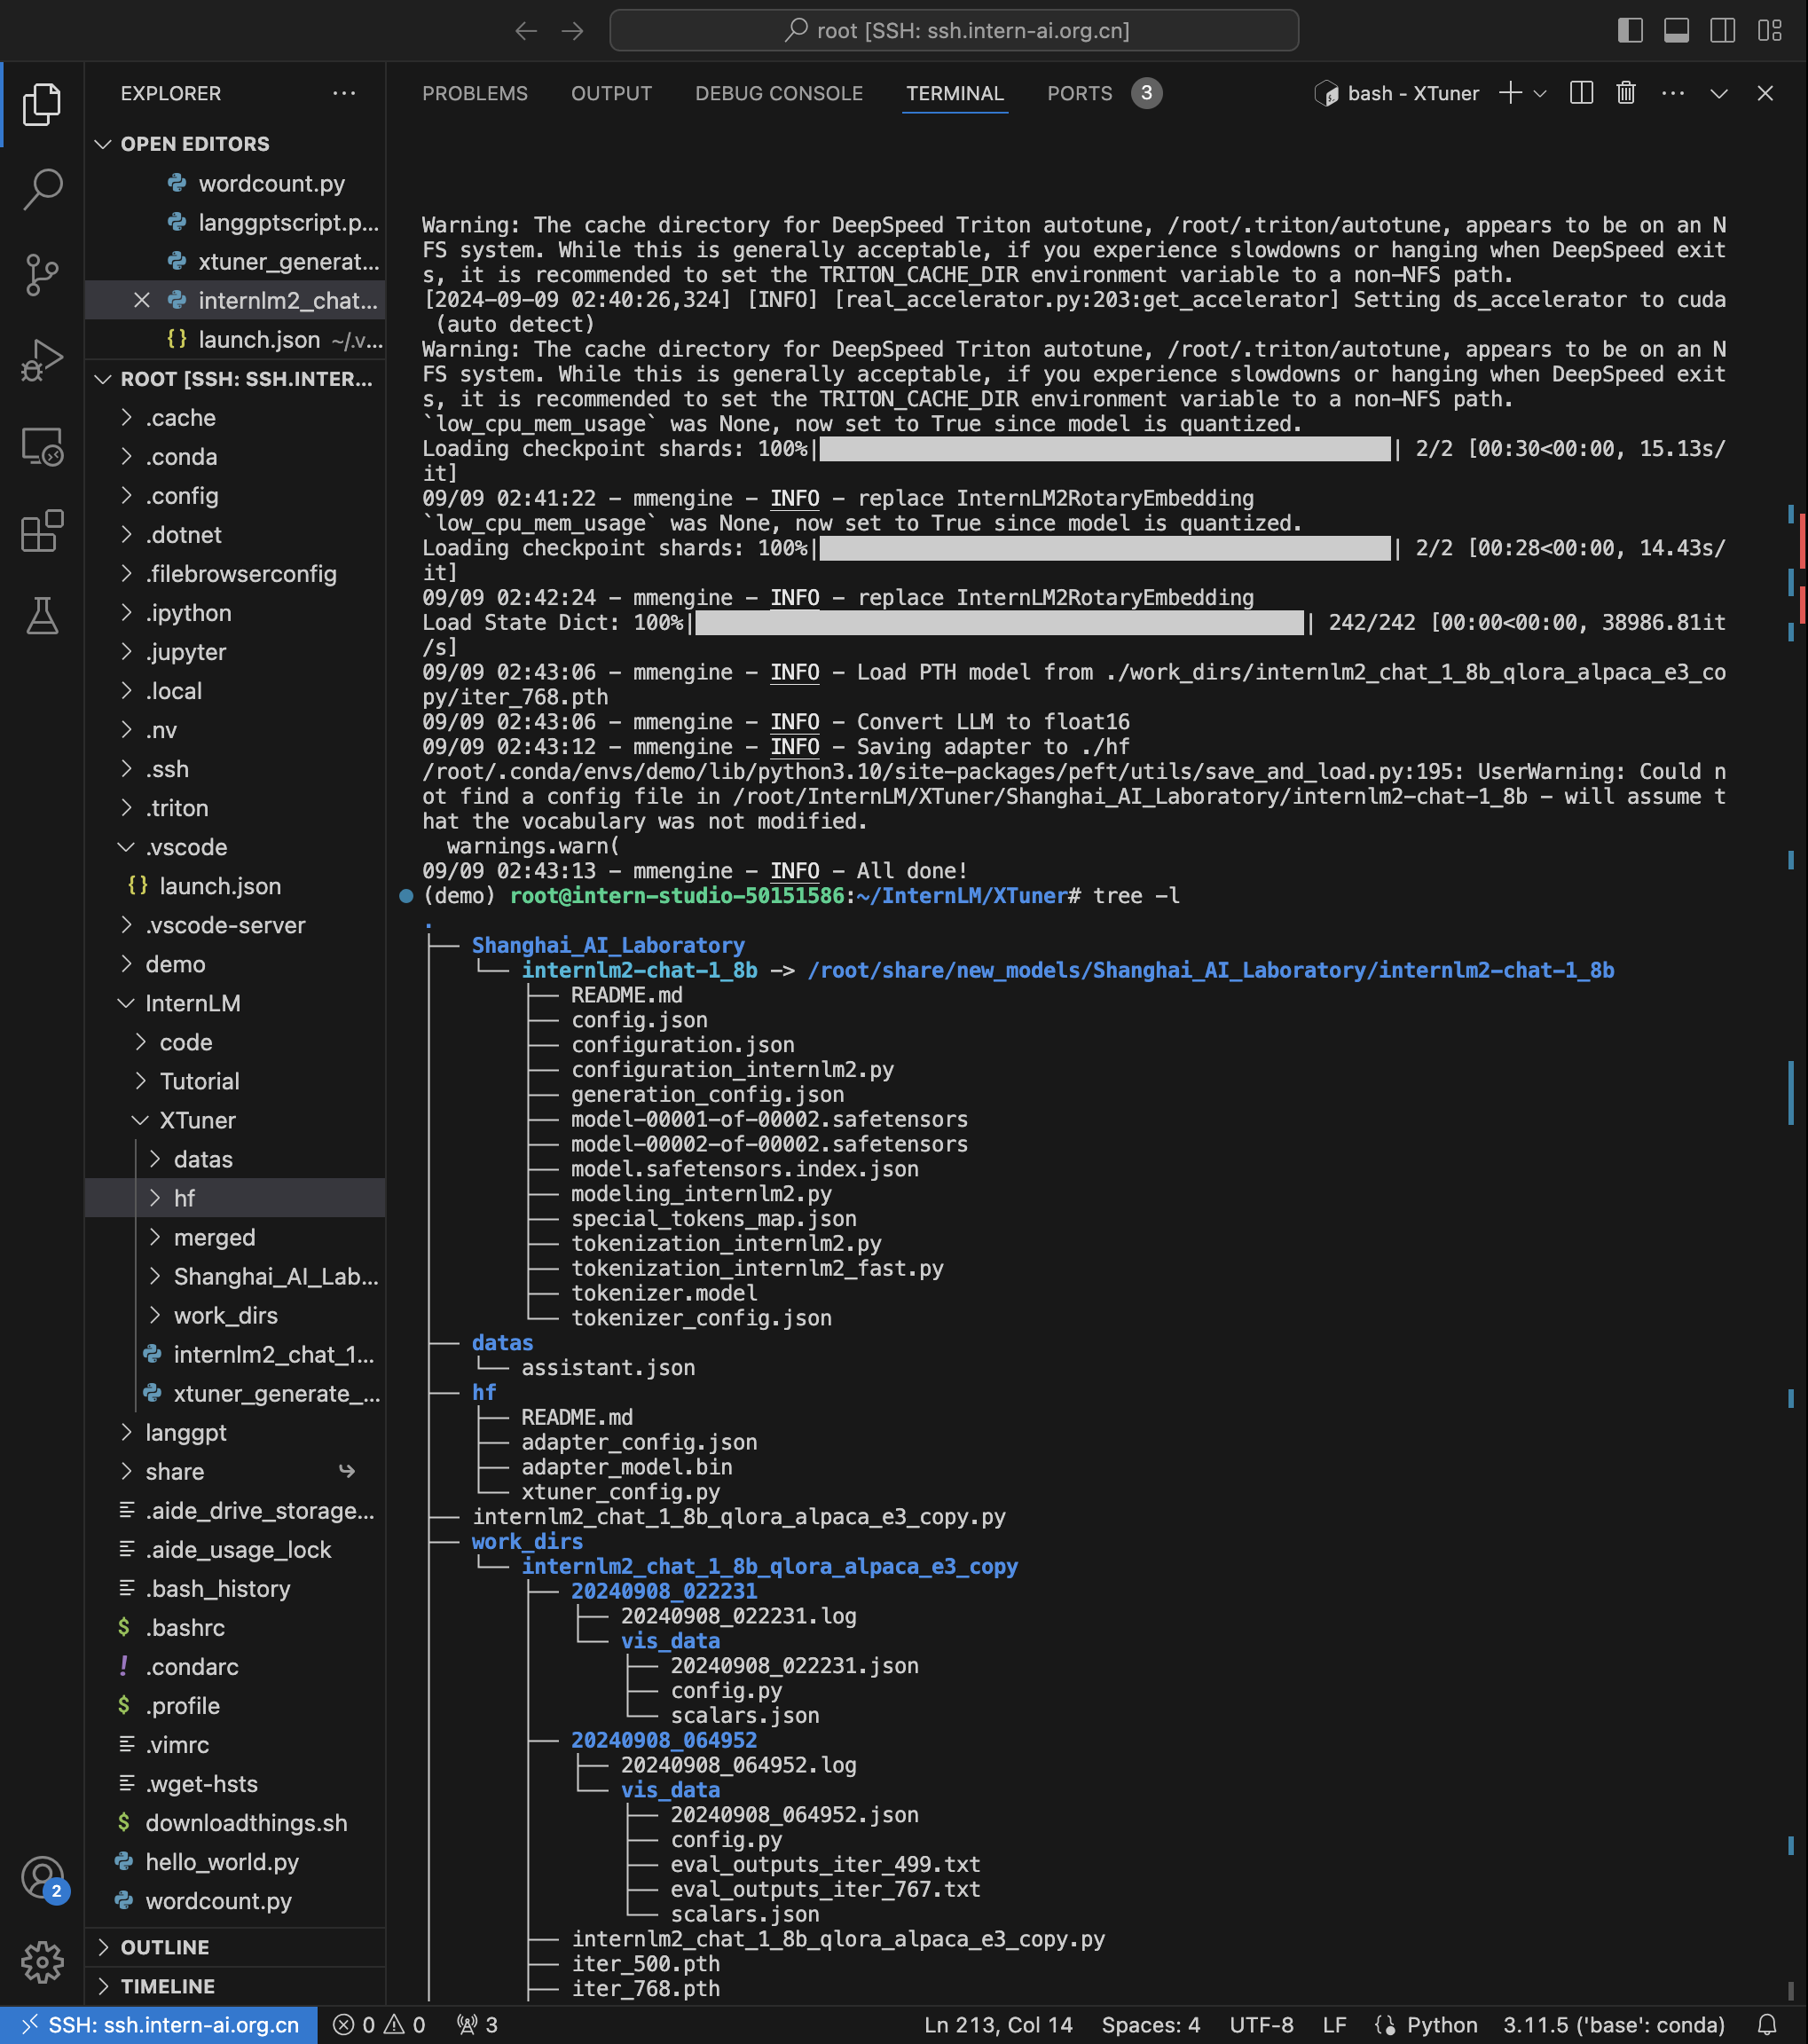 root [SSH: ssh.intern-ai.org.cn]
EXPLORER
OPEN EDITORS
wordcount.py
langgptscript.p...
xtuner_generat...
internlm2_chat...
launch.json ~/.v...
ROOT [SSH: SSH.INTER...
.cache
.conda
.config
.dotnet
.filebrowserconfig
.ipython
.jupyter
.local
.nv
.ssh
.triton
.vscode
launch.json
.vscode-server
demo
InternLM
code
Tutorial
XTuner
datas
hf
merged
Shanghai_AI_Lab...
work_dirs
internlm2_chat_1...
xtuner_generate_...
langgpt
share
.aide_drive_storage...
.aide_usage_lock
.bash_history
.bashrc
.condarc
.profile
.vimrc
.wget-hsts
downloadthings.sh
hello_world.py
wordcount.py
OUTLINE
TIMELINE
2
PROBLEMS OUTPUT DEBUG CONSOLE TERMINAL PORTS 3 bash - XTuner
Warning: The cache directory for DeepSpeed Triton autotune, /root/.triton/autotune, appears to be on an N
FS system. While this is generally acceptable, if you experience slowdowns or hanging when DeepSpeed exit
s, it is recommended to set the TRITON_CACHE_DIR environment variable to a non-NFS path.
[2024-09-09 02:40:26,324] [INFO] [real_accelerator.py:203:get_accelerator] Setting ds_accelerator to cuda
(auto detect)
Warning: The cache directory for DeepSpeed Triton autotune, /root/.triton/autotune, appears to be on an N
FS system. While this is generally acceptable, if you experience slowdowns or hanging when DeepSpeed exit
s, it is recommended to set the TRITON_CACHE_DIR environment variable to a non-NFS path.
`low_cpu_mem_usage` was None, now set to True since model is quantized.
Loading checkpoint shards: 100%| | 2/2 [00:30<00:00, 15.13s/
it]
09/09 02:41:22 - mmengine - INFO - replace InternLM2RotaryEmbedding
`low_cpu_mem_usage` was None, now set to True since model is quantized.
Loading checkpoint shards: 100%| | 2/2 [00:28<00:00, 14.43s/
it]
09/09 02:42:24 - mmengine - INFO - replace InternLM2RotaryEmbedding
Load State Dict: 100%| | 242/242 [00:00<00:00, 38986.81it
/s]
09/09 02:43:06 - mmengine - INFO - Load PTH model from ./work_dirs/internlm2_chat_1_8b_qlora_alpaca_e3_co
py/iter_768.pth
09/09 02:43:06 - mmengine - INFO - Convert LLM to float16
09/09 02:43:12 - mmengine - INFO - Saving adapter to ./hf
/root/.conda/envs/demo/lib/python3.10/site-packages/peft/utils/save_and_load.py:195: UserWarning: Could n
ot find a config file in /root/InternLM/XTuner/Shanghai_AI_Laboratory/internlm2-chat-1_8b - will assume t
hat the vocabulary was not modified.
warnings.warn(
09/09 02:43:13 - mmengine - INFO - All done!
(demo) root@intern-studio-50151586:~/InternLM/XTuner# tree -l
.
├── Shanghai_AI_Laboratory
│   └── internlm2-chat-1_8b -> /root/share/new_models/Shanghai_AI_Laboratory/internlm2-chat-1_8b
│       ├── README.md
│       ├── config.json
│       ├── configuration.json
│       ├── configuration_internlm2.py
│       ├── generation_config.json
│       ├── model-00001-of-00002.safetensors
│       ├── model-00002-of-00002.safetensors
│       ├── model.safetensors.index.json
│       ├── modeling_internlm2.py
│       ├── special_tokens_map.json
│       ├── tokenization_internlm2.py
│       ├── tokenization_internlm2_fast.py
│       ├── tokenizer.model
│       └── tokenizer_config.json
├── datas
│   └── assistant.json
├── hf
│   ├── README.md
│   ├── adapter_config.json
│   ├── adapter_model.bin
│   └── xtuner_config.py
├── internlm2_chat_1_8b_qlora_alpaca_e3_copy.py
├── work_dirs
│   └── internlm2_chat_1_8b_qlora_alpaca_e3_copy
│       ├── 20240908_022231
│       │   ├── 20240908_022231.log
│       │   └── vis_data
│       │       ├── 20240908_022231.json
│       │       ├── config.py
│       │       └── scalars.json
│       ├── 20240908_064952
│       │   ├── 20240908_064952.log
│       │   └── vis_data
│       │       ├── 20240908_064952.json
│       │       ├── config.py
│       │       ├── eval_outputs_iter_499.txt
│       │       ├── eval_outputs_iter_767.txt
│       │       └── scalars.json
│       ├── internlm2_chat_1_8b_qlora_alpaca_e3_copy.py
│       ├── iter_500.pth
│       ├── iter_768.pth
SSH: ssh.intern-ai.org.cn 0 0 3 Ln 213, Col 14 Spaces: 4 UTF-8 LF Python 3.11.5 ('base': conda)